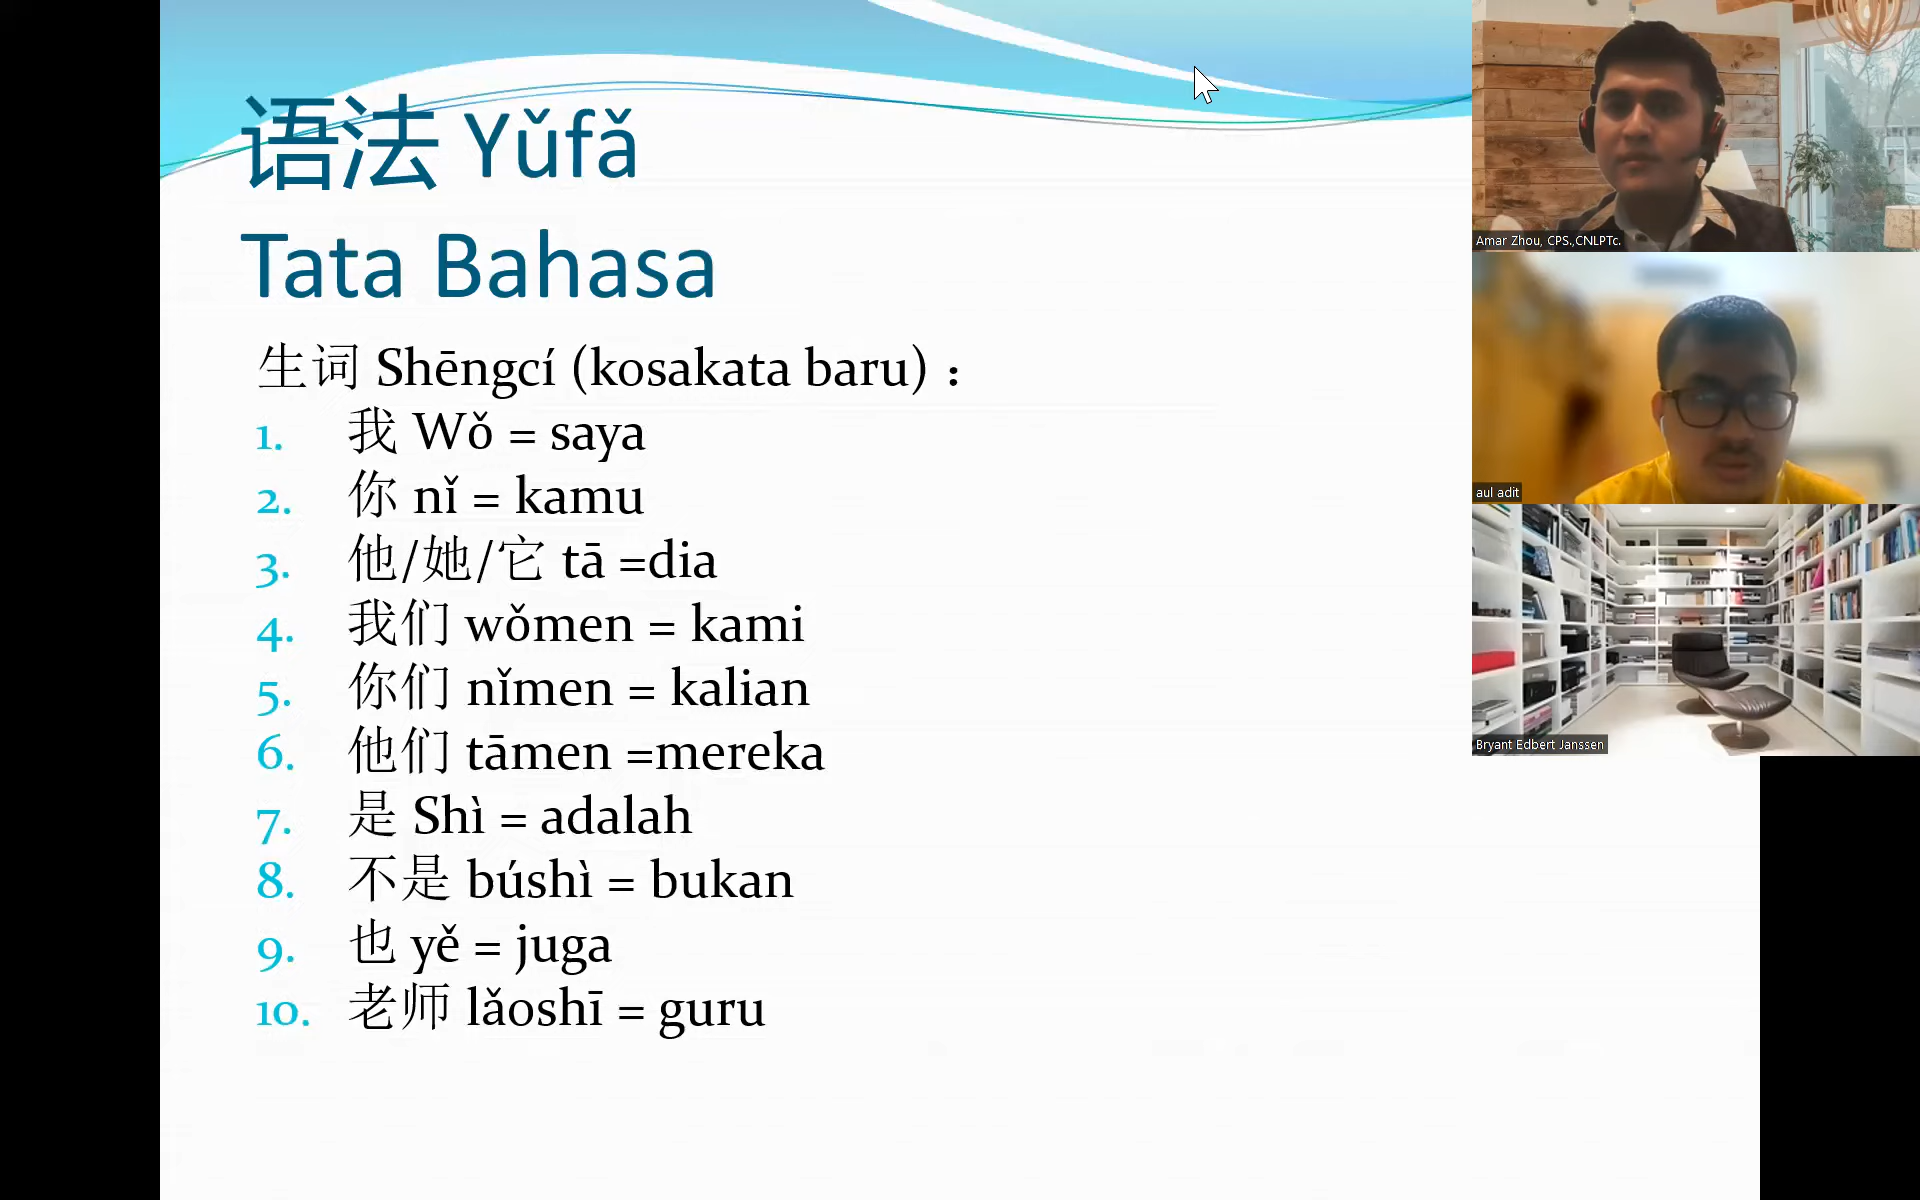 语法 Yǔfǎ
Tata Bahasa
生词 Shēngcí (kosakata baru) ：
1. 我 Wǒ = saya
2. 你 nǐ = kamu
3. 他/她/它 tā =dia
4. 我们 wǒmen = kami
5. 你们 nǐmen = kalian
6. 他们 tāmen =mereka
7. 是 Shì = adalah
8. 不是 búshì = bukan
9. 也 yě = juga
10. 老师 lǎoshī = guru
Amar Zhou, CPS.,CNLPTc.
aul adit
Bryant Edbert Janssen